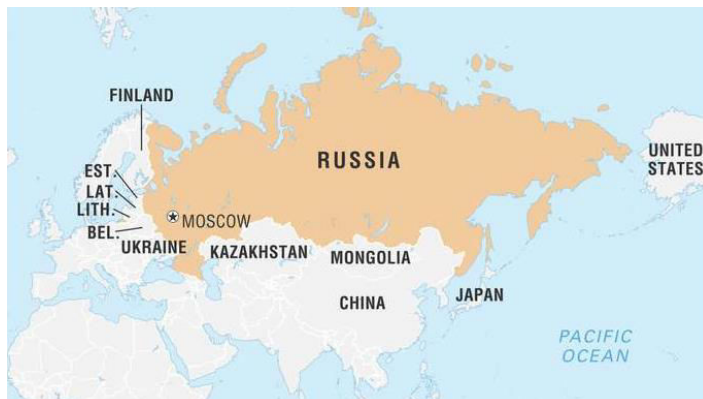 FINLAND
RUSSIA
UNITED
STATES
EST.
LAT.
LITH.
BEL.
MOSCOW
UKRAINE
KAZAKHSTAN
MONGOLIA
CHINA
JAPAN
PACIFIC
OCEAN